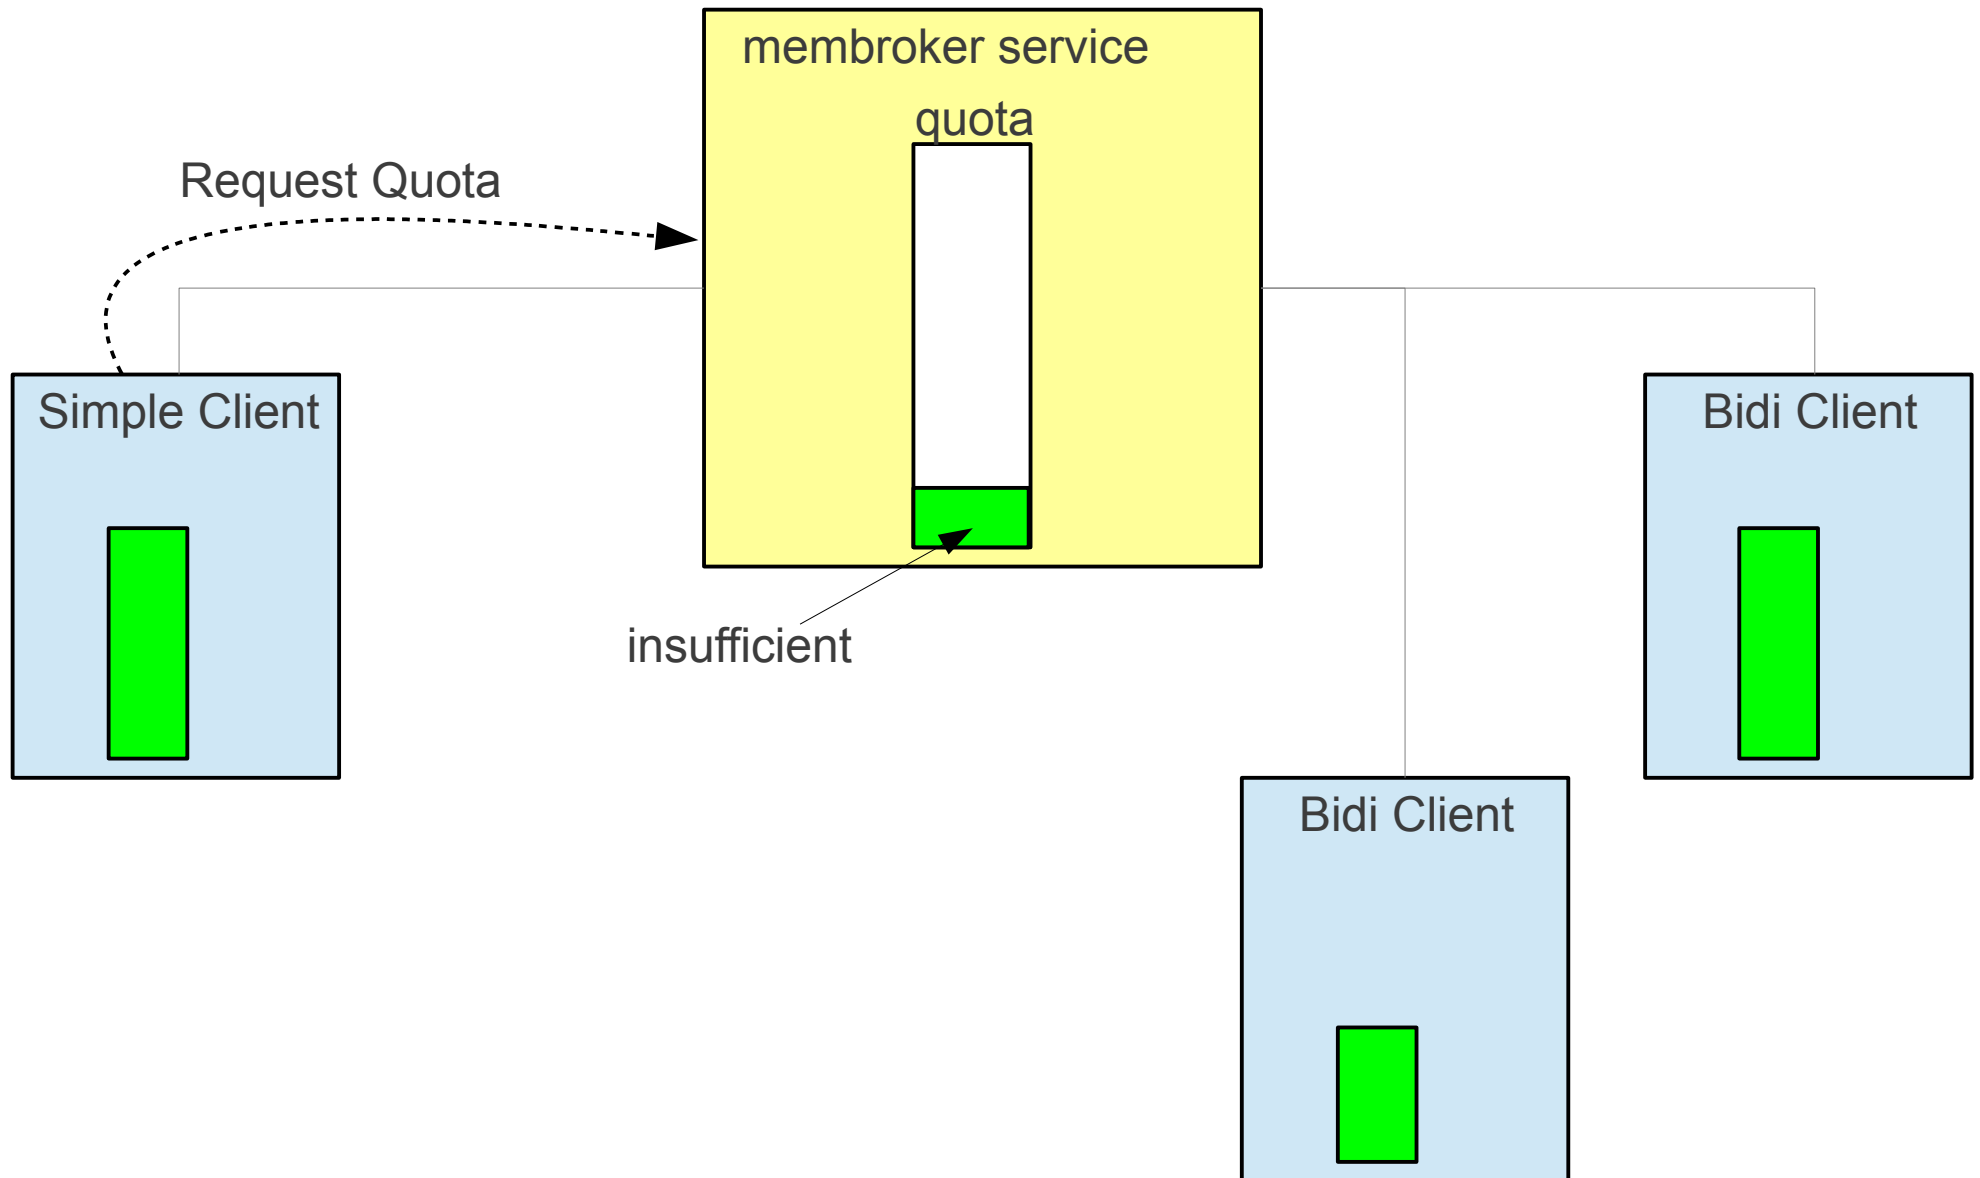 membroker service
quota
Request Quota
Simple Client
Bidi Client
insufficient
Bidi Client